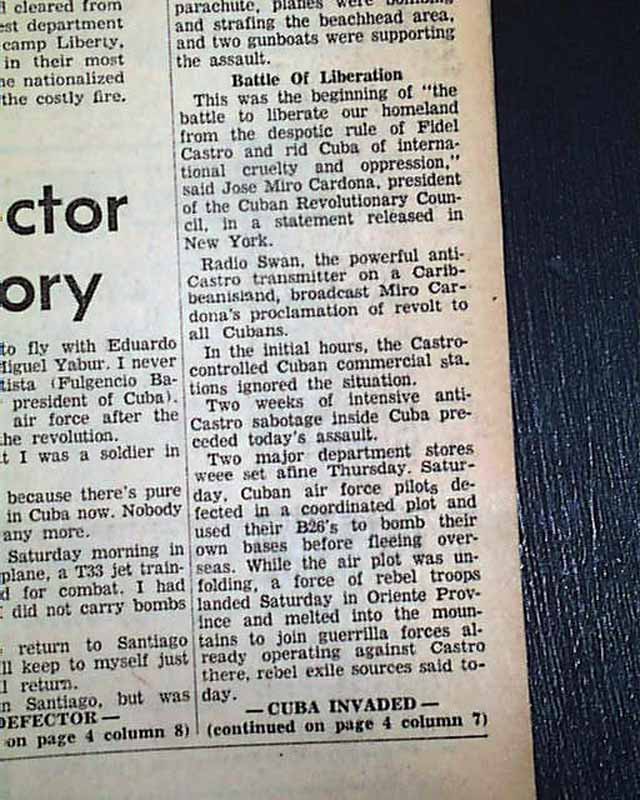 cleared from
department
camp Liberty,
in their most
nationalized
the costly fire.
ctor
ory
to fly with Eduardo
Miguel Yabur. I never
tista (Fulgencio Ba-
president of Cuba).
air force after the
the revolution.
I was a soldier in
because there's pure
in Cuba now. Nobody
any more.
Saturday morning in
plane, a T33 jet train-
for combat. I had
I did not carry bombs
return to Santiago
ll keep to myself just
I return.
n Santiago, but was
DEFECTOR —
on page 4 column 8)
parachute, planes were bombing
and strafing the beachhead area,
and two gunboats were supporting
the assault.
Battle Of Liberation
This was the beginning of "the
battle to liberate our homeland
from the despotic rule of Fidel
Castro and rid Cuba of interna-
tional cruelty and oppression,"
said Jose Miro Cardona, president
of the Cuban Revolutionary Coun-
cil, in a statement released in
New York.
Radio Swan, the powerful anti-
Castro transmitter on a Carib-
beanisland, broadcast Miro Car-
dona's proclamation of revolt to
all Cubans.
In the initial hours, the Castro-
controlled Cuban commercial sta.
tions ignored the situation.
Two weeks of intensive anti-
Castro sabotage inside Cuba pre-
ceded today's assault.
Two major department stores
weee set afine Thursday. Satur-
day, Cuban air force pilots de-
fected in a coordinated plot and
used their B26's to bomb their
own bases before fleeing over-
seas. While the air plot was un-
folding, a force of rebel troops
landed Saturday in Oriente Prov-
ince and melted into the moun-
tains to join guerrilla forces al-
ready operating against Castro
there, rebel exile sources said to-
day.
— CUBA INVADED —
(continued on page 4 column 7)